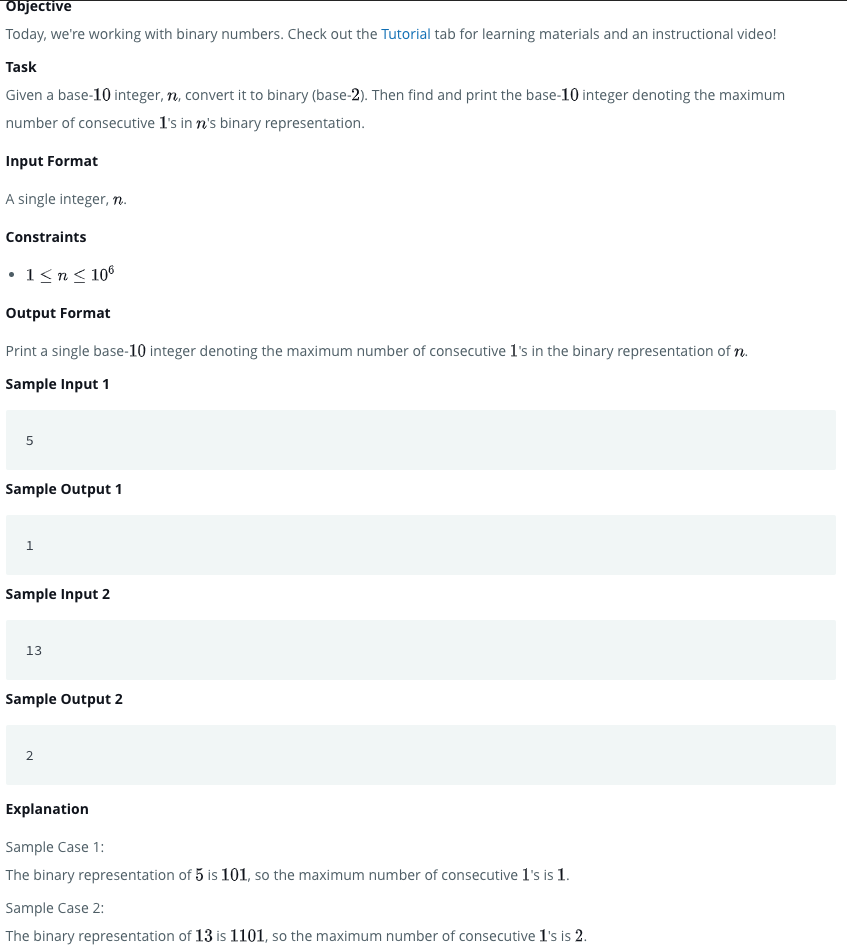 Objective
Today, we're working with binary numbers. Check out the Tutorial tab for learning materials and an instructional video!
Task
Given a base-10 integer, n, convert it to binary (base-2). Then find and print the base-10 integer denoting the maximum
number of consecutive 1's in n's binary representation.
Input Format
A single integer, n.
Constraints
• 1 ≤ n ≤ 10⁶
Output Format
Print a single base-10 integer denoting the maximum number of consecutive 1's in the binary representation of n.
Sample Input 1
5
Sample Output 1
1
Sample Input 2
13
Sample Output 2
2
Explanation
Sample Case 1:
The binary representation of 5 is 101, so the maximum number of consecutive 1's is 1.
Sample Case 2:
The binary representation of 13 is 1101, so the maximum number of consecutive 1's is 2.